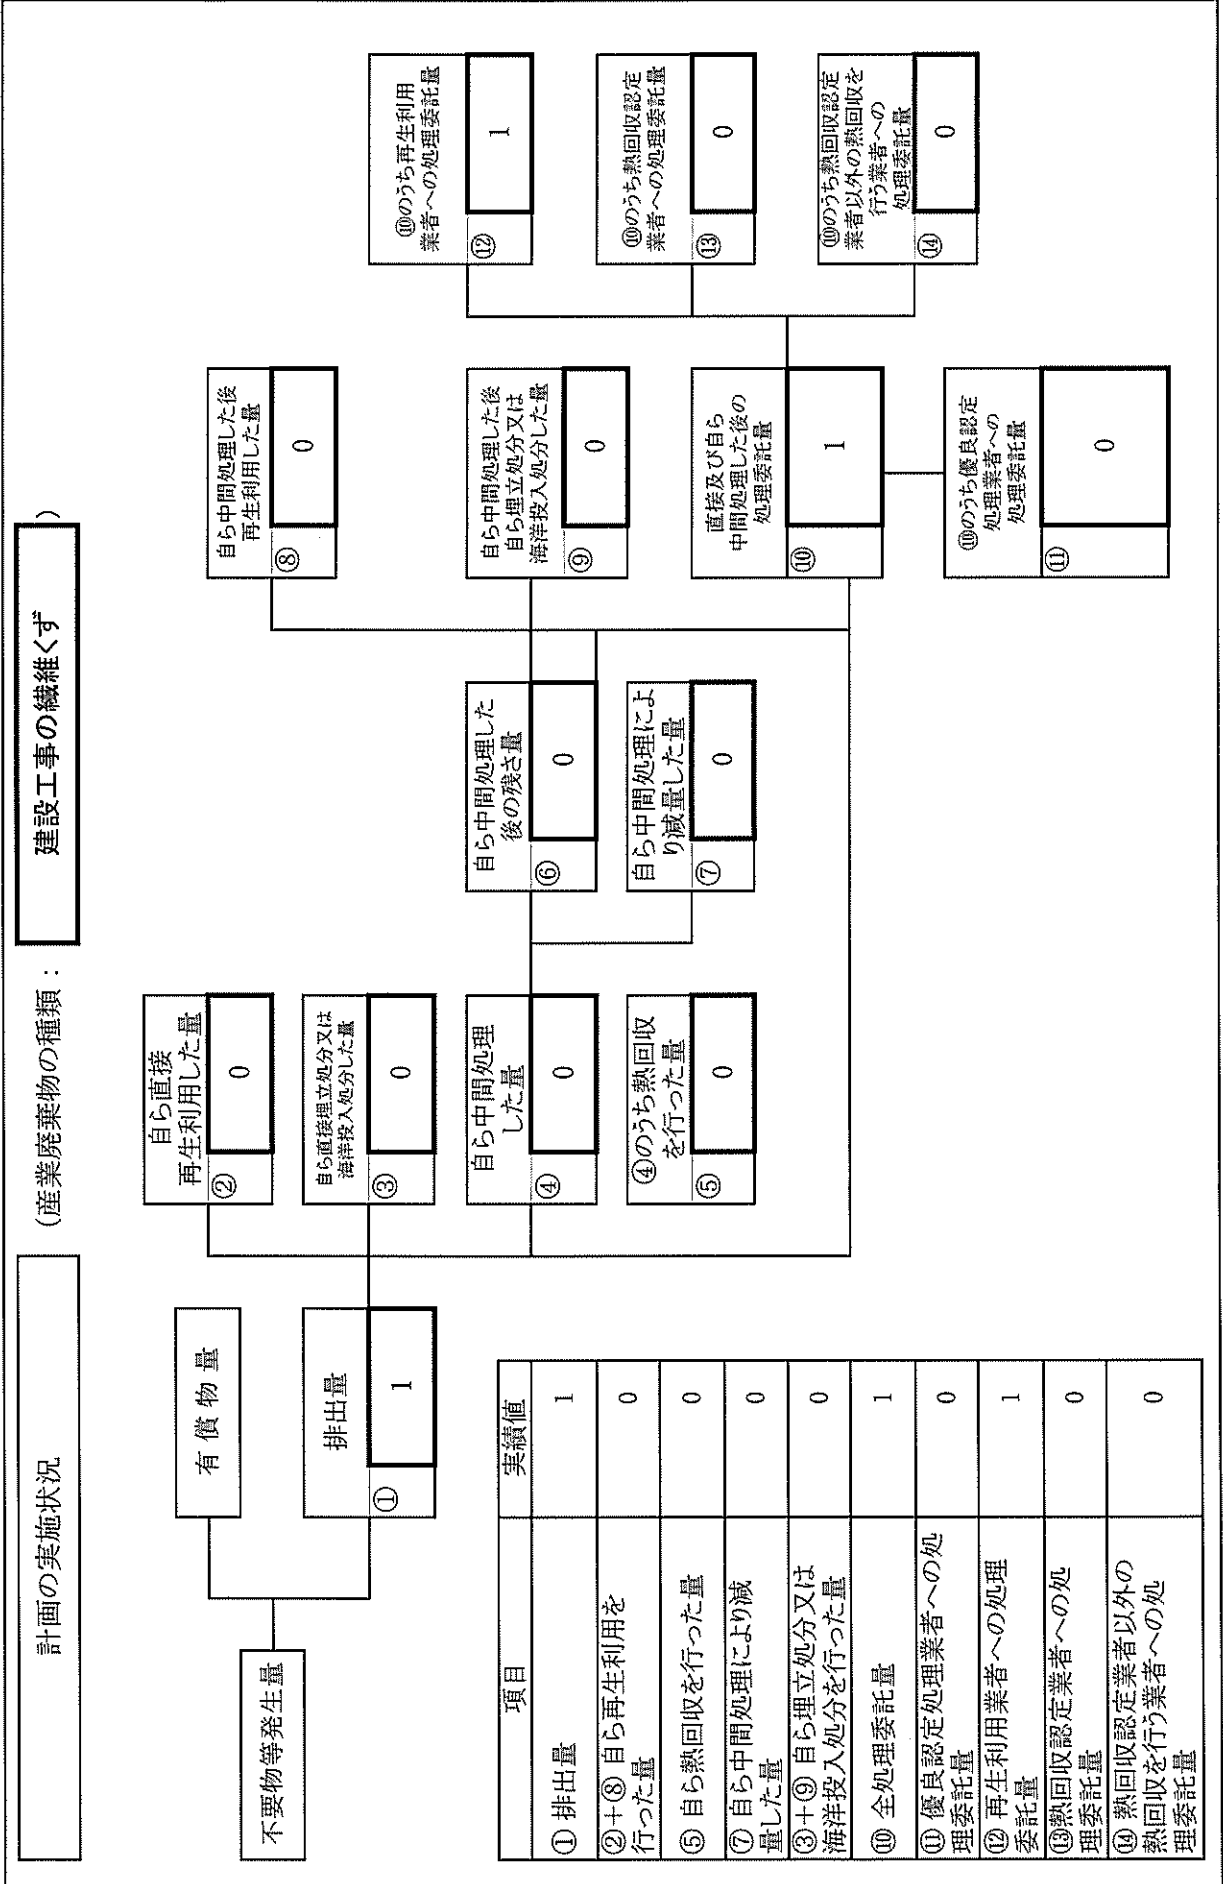 計画の実施状況
（産業廃棄物の種類：
建設工事の繊維くず
）
不要物等発生量
有 償 物 量
排出量
①
1
自ら直接
再生利用した量
②
0
自ら直接埋立処分又は
海洋投入処分した量
③
0
自ら中間処理
した量
④
0
④のうち熱回収
を行った量
⑤
0
自ら中間処理した
後の残さ量
⑥
0
自ら中間処理によ
り減量した量
⑦
0
自ら中間処理した後
再生利用した量
⑧
0
自ら中間処理した後
自ら埋立処分又は
海洋投入処分した量
⑨
0
直接及び自ら
中間処理した後の
処理委託量
⑩
1
⑩のうち優良認定
処理業者への
処理委託量
⑪
0
⑩のうち再生利用
業者への処理委託量
⑫
1
⑩のうち熱回収認定
業者への処理委託量
⑬
0
⑩のうち熱回収認定
業者以外の熱回収を
行う業者への
処理委託量
⑭
0
項目 実績値
① 排出量 1
②＋⑧ 自ら再生利用を
行った量 0
⑤ 自ら熱回収を行った量 0
⑦ 自ら中間処理により減
量した量 0
③＋⑨ 自ら埋立処分又は
海洋投入処分を行った量 0
⑩ 全処理委託量 1
⑪ 優良認定処理業者への処
理委託量 0
⑫ 再生利用業者への処理
委託量 1
⑬熱回収認定業者への処
理委託量 0
⑭ 熱回収認定業者以外の
熱回収を行う業者への処
理委託量 0